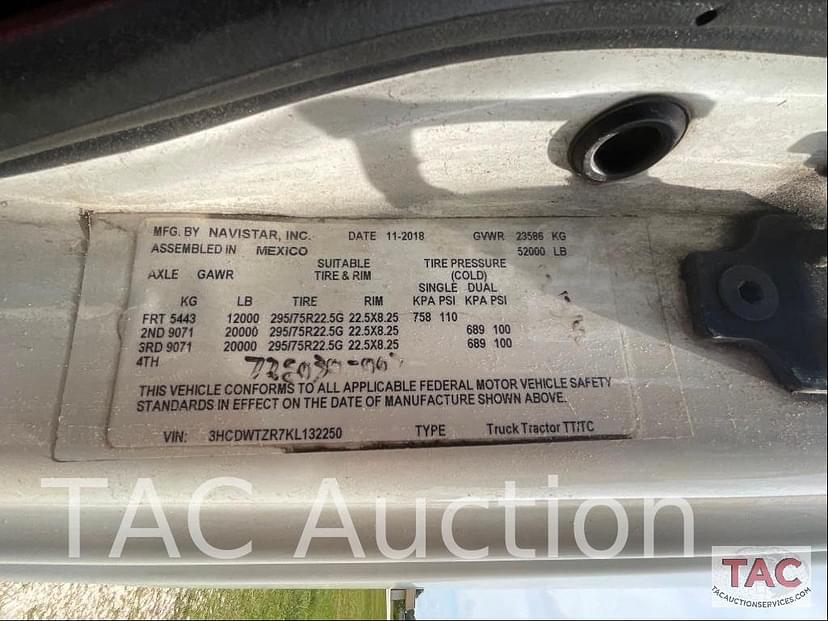 TAC
TACAUCTIONSERVICES.COM
MFG. BY NAVISTAR, INC. DATE 11-2018 GVWR 23586 KG
ASSEMBLED IN MEXICO 52000 LB
SUITABLE TIRE PRESSURE
AXLE GAWR TIRE & RIM (COLD)
SINGLE DUAL
KG LB TIRE RIM KPA PSI KPA PSI
FRT 5443 12000 295/75R22.5G 22.5X8.25 758 110
2ND 9071 20000 295/75R22.5G 22.5X8.25 689 100
3RD 9071 20000 295/75R22.5G 22.5X8.25 689 100
4TH
THIS VEHICLE CONFORMS TO ALL APPLICABLE FEDERAL MOTOR VEHICLE SAFETY
STANDARDS IN EFFECT ON THE DATE OF MANUFACTURE SHOWN ABOVE.
VIN: 3HCDWTZR7KL132250 TYPE Truck Tractor TT/TC
TAC Auction
TAC
TACAUCTIONSERVICES.COM